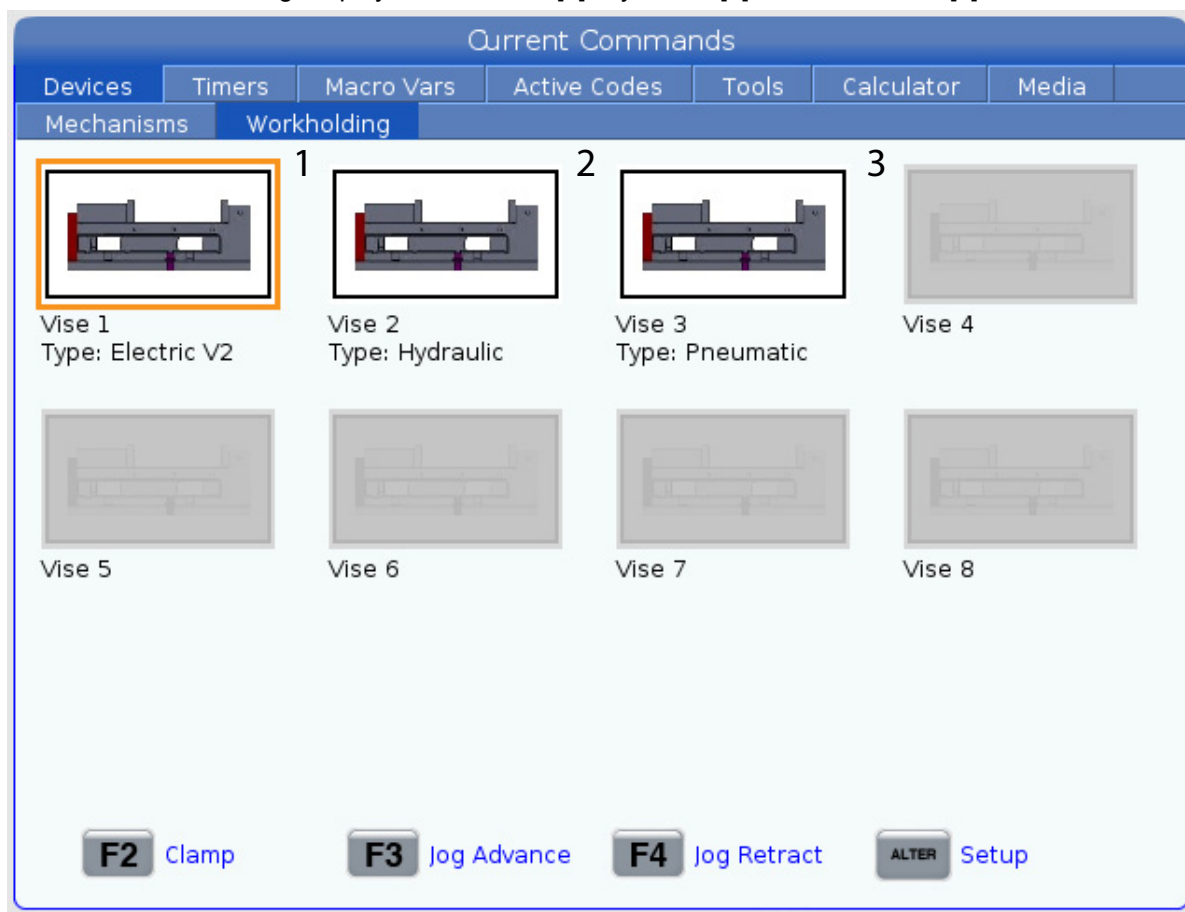 Current Commands
Devices Timers Macro Vars Active Codes Tools Calculator Media
Mechanisms Workholding
1 2 3
Vise 1 Vise 2 Vise 3 Vise 4
Type: Electric V2 Type: Hydraulic Type: Pneumatic
Vise 5 Vise 6 Vise 7 Vise 8
F2 Clamp F3 Jog Advance F4 Jog Retract ALTER Setup